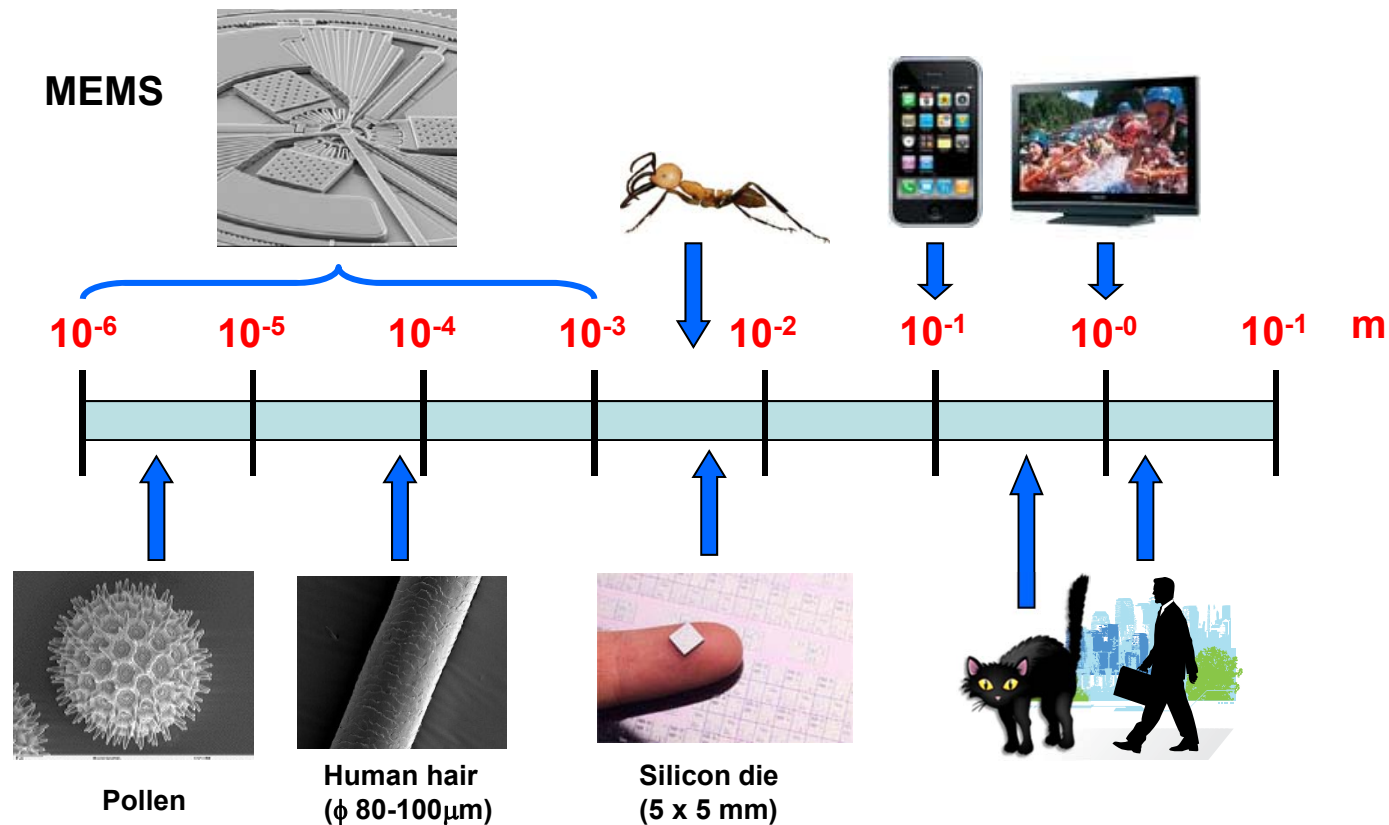 MEMS
10⁻⁶ 10⁻⁵ 10⁻⁴ 10⁻³ 10⁻² 10⁻¹ 10⁻⁰ 10⁻¹ m
Pollen
Human hair
(ϕ 80-100μm)
Silicon die
(5 x 5 mm)